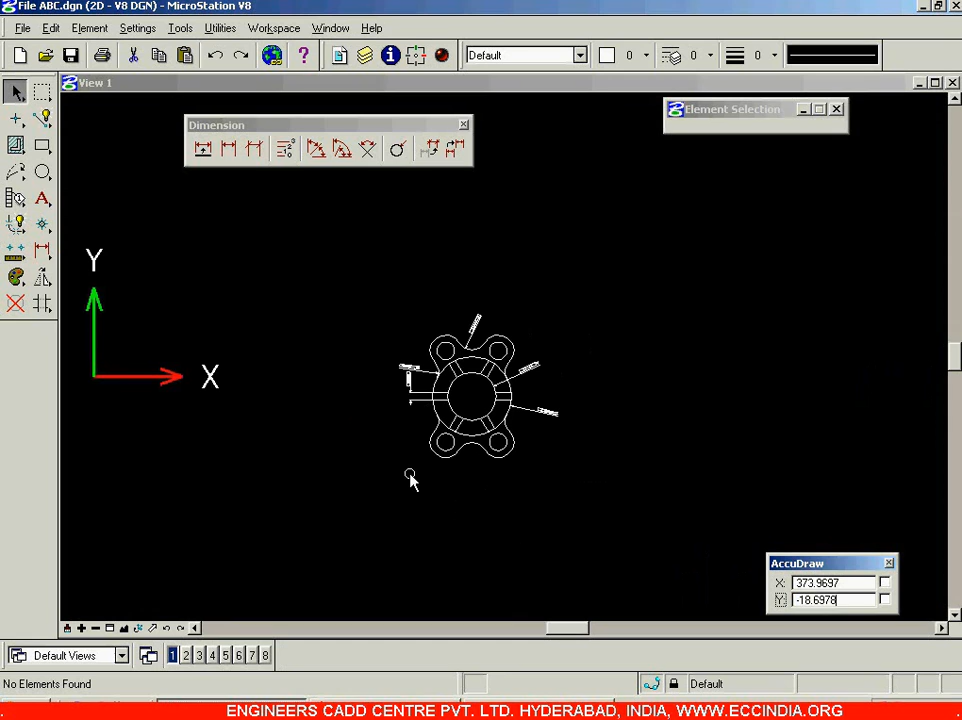 File ABC.dgn (2D - V8 DGN) - MicroStation V8
File Edit Element Settings Tools Utilities Workspace Window Help
Default 0 0 0
View 1
Element Selection
Dimension
Y
X
AccuDraw
X: 373.9697
Y: -18.6978
Default Views 1 2 3 4 5 6 7 8
No Elements Found Default
ENGINEERS CADD CENTRE PVT. LTD. HYDERABAD, INDIA, WWW.ECCINDIA.ORG